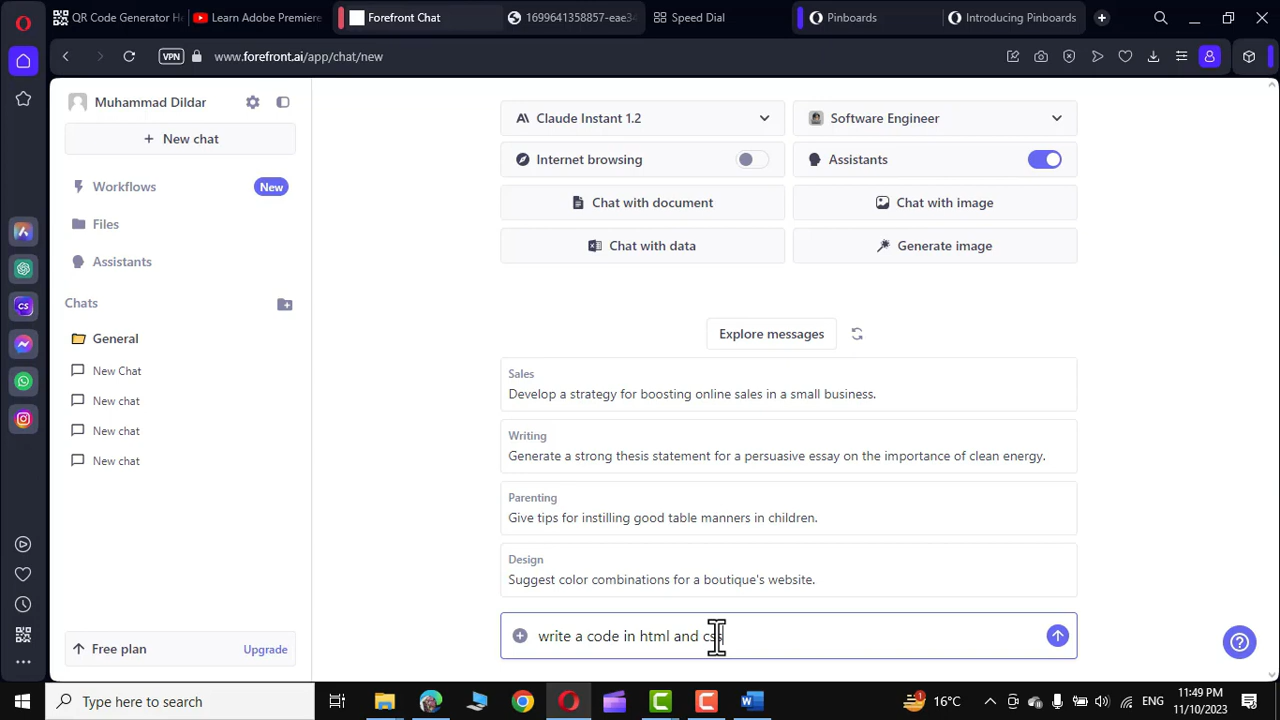 QR Code Generator H
Learn Adobe Premiere
Forefront Chat
1699641358857-eae34
Speed Dial
Pinboards
Introducing Pinboards
VPN
www.forefront.ai/app/chat/new
Muhammad Dildar
+ New chat
Workflows
New
Files
Assistants
Chats
General
New Chat
New chat
New chat
New chat
Free plan
Upgrade
Claude Instant 1.2
Software Engineer
Internet browsing
Assistants
Chat with document
Chat with image
Chat with data
Generate image
Explore messages
Sales
Develop a strategy for boosting online sales in a small business.
Writing
Generate a strong thesis statement for a persuasive essay on the importance of clean energy.
Parenting
Give tips for instilling good table manners in children.
Design
Suggest color combinations for a boutique's website.
write a code in html and css
Type here to search
1
16°C
ENG
11:49 PM
11/10/2023